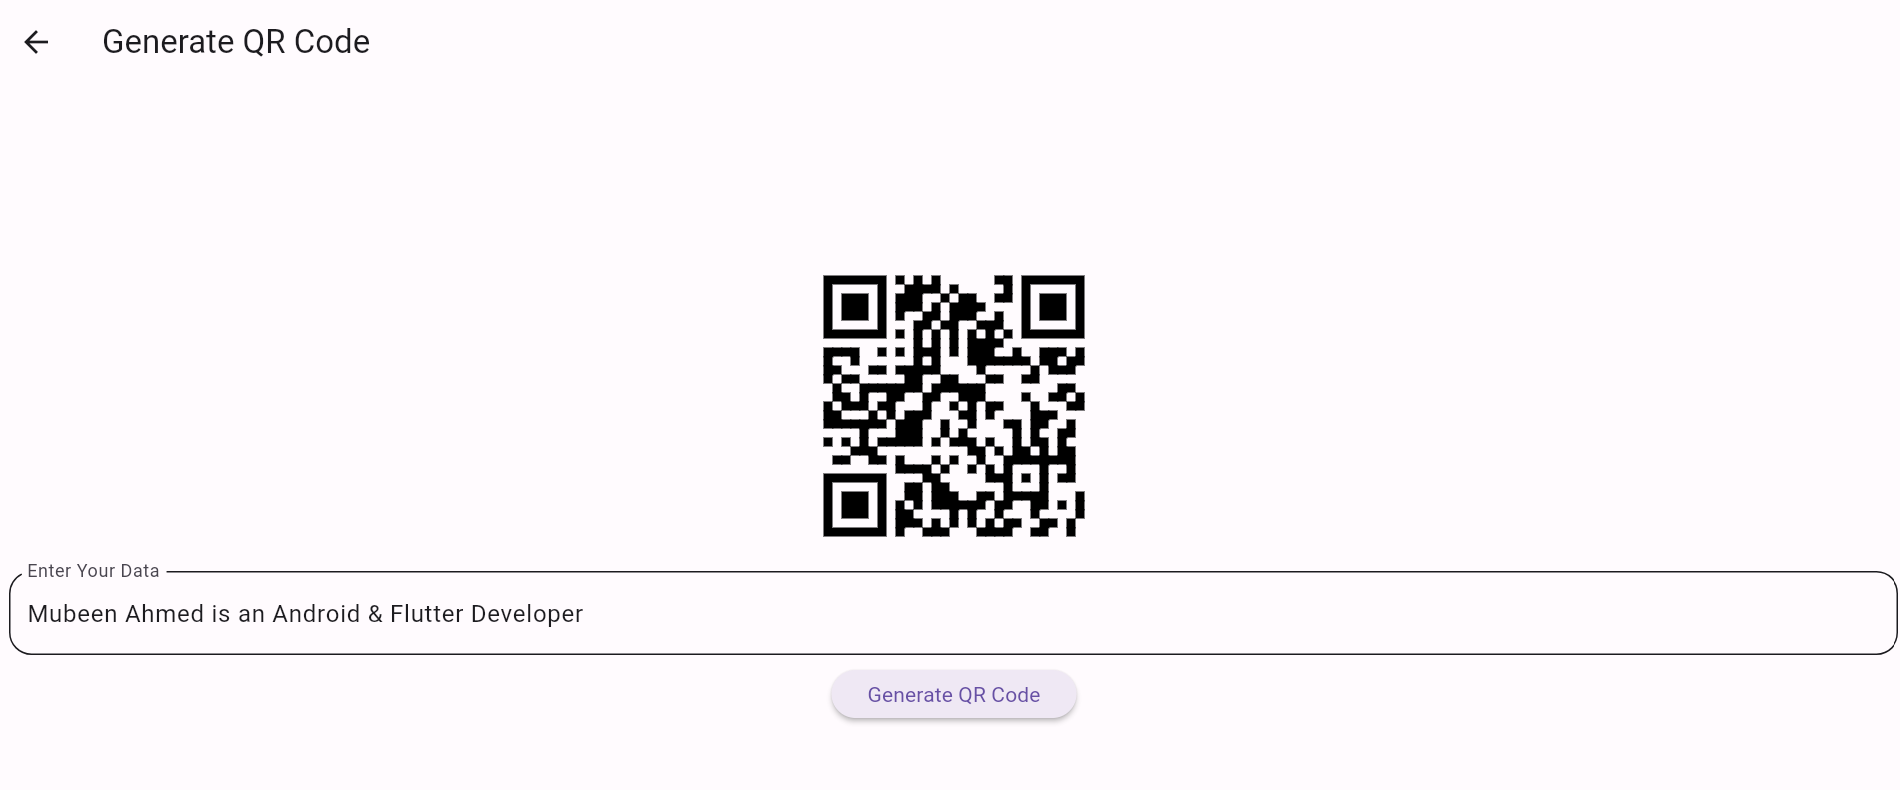 Generate QR Code
Enter Your Data
Mubeen Ahmed is an Android & Flutter Developer
Generate QR Code